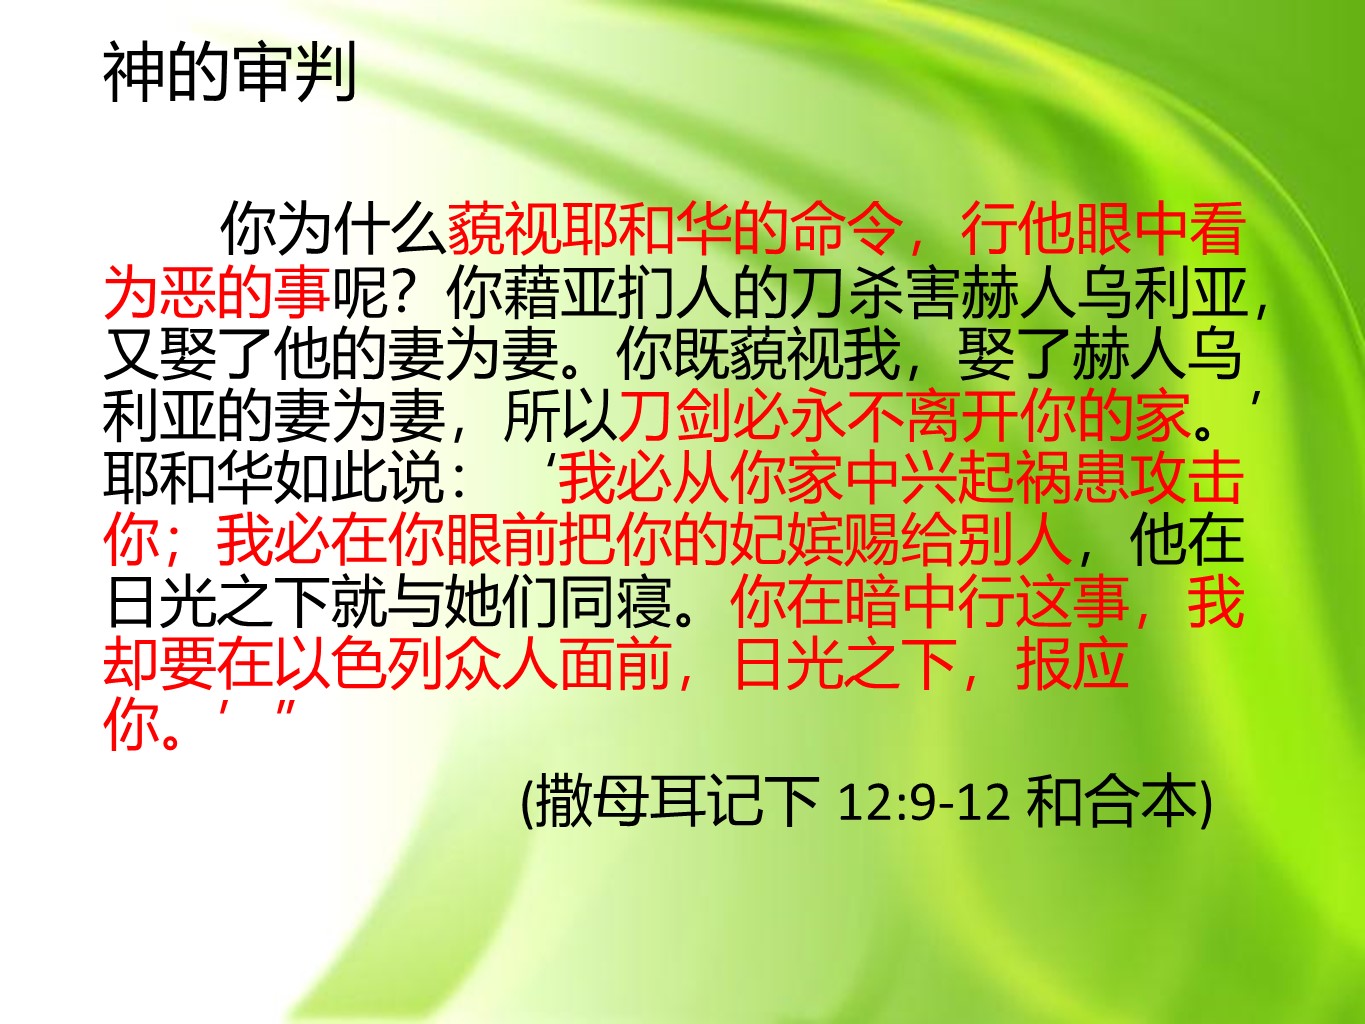 神的审判
你为什么藐视耶和华的命令，行他眼中看
为恶的事呢？你藉亚扪人的刀杀害赫人乌利亚，
又娶了他的妻为妻。你既藐视我，娶了赫人乌
利亚的妻为妻，所以刀剑必永不离开你的家。’
耶和华如此说：‘我必从你家中兴起祸患攻击
你；我必在你眼前把你的妃嫔赐给别人，他在
日光之下就与她们同寝。你在暗中行这事，我
却要在以色列众人面前，日光之下，报应
你。’”
(撒母耳记下 12:9-12 和合本)